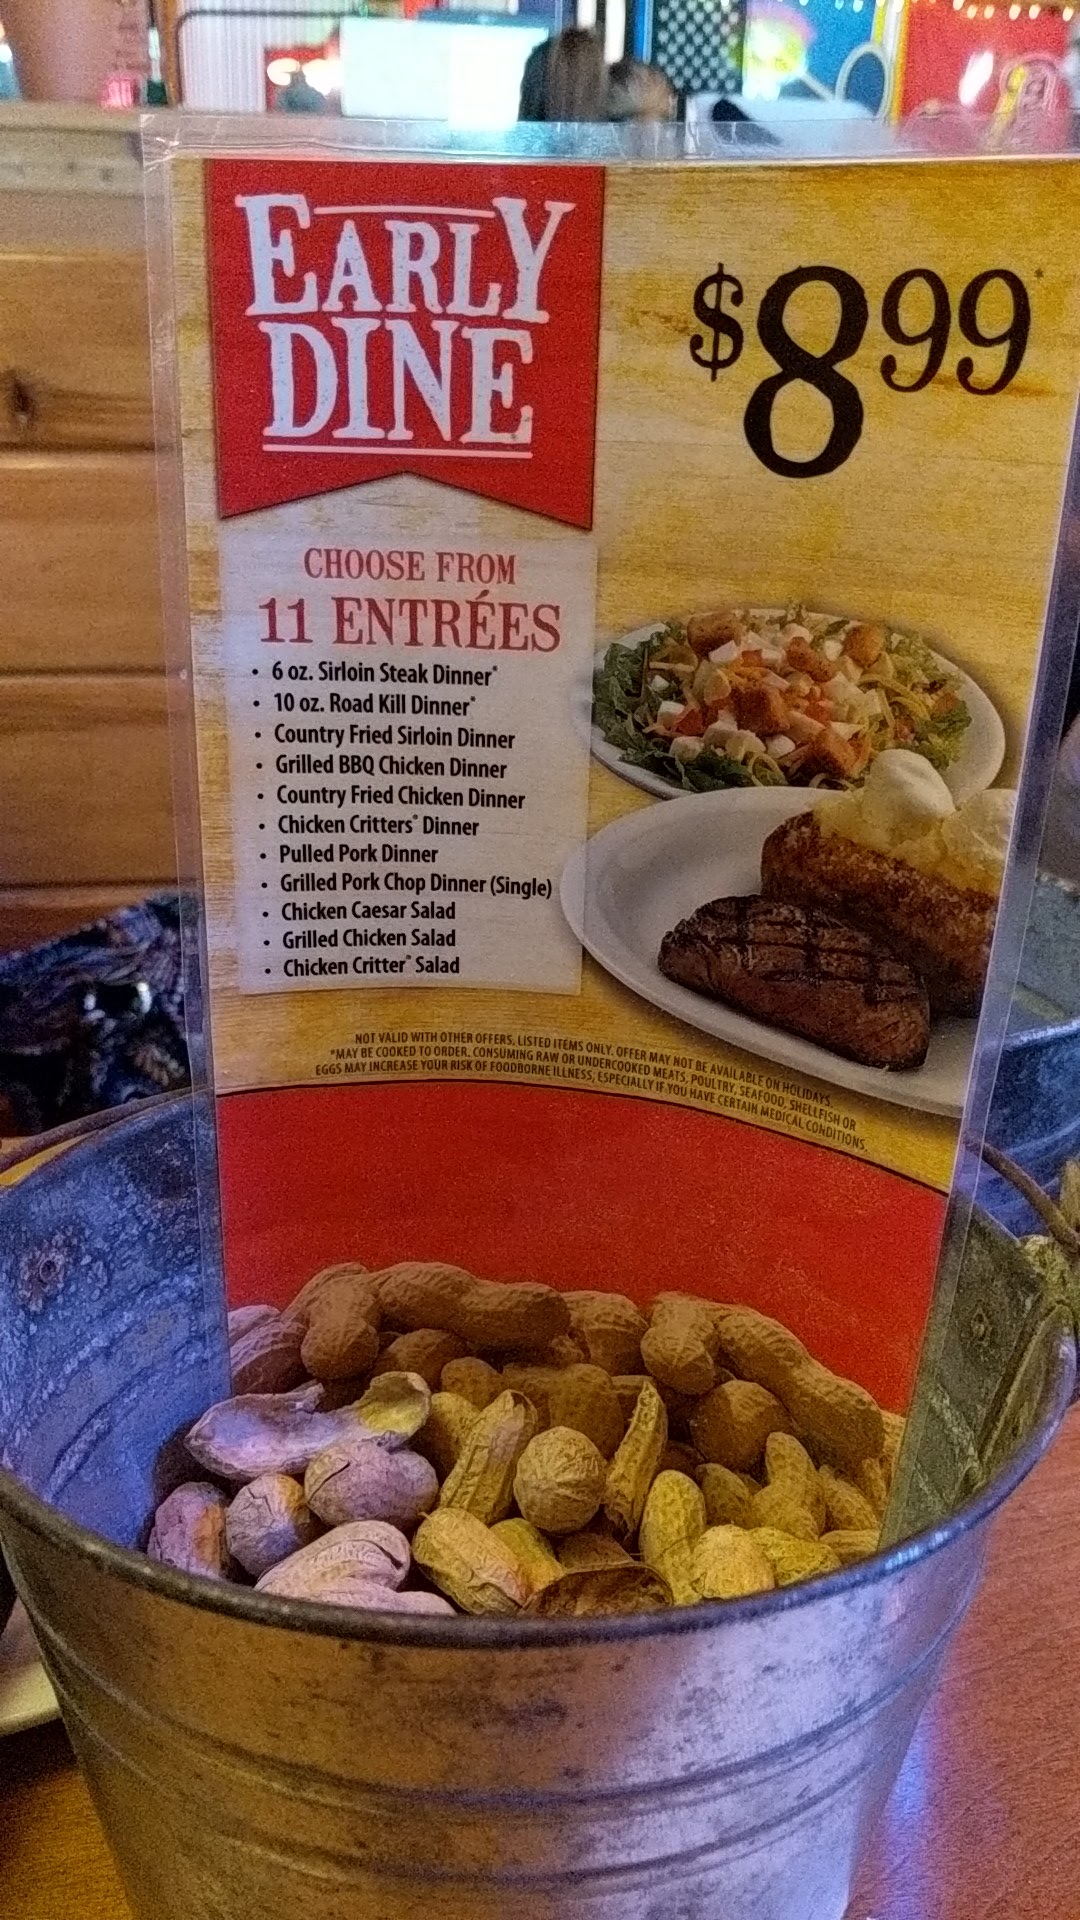 EARLY
DINE
$8.99*
CHOOSE FROM
11 ENTRÉES
• 6 oz. Sirloin Steak Dinner*
• 10 oz. Road Kill Dinner*
• Country Fried Sirloin Dinner
• Grilled BBQ Chicken Dinner
• Country Fried Chicken Dinner
• Chicken Critters® Dinner
• Pulled Pork Dinner
• Grilled Pork Chop Dinner (Single)
• Chicken Caesar Salad
• Grilled Chicken Salad
• Chicken Critter® Salad
NOT VALID WITH OTHER OFFERS, LISTED ITEMS ONLY. OFFER MAY NOT BE AVAILABLE ON HOLIDAYS.
*MAY BE COOKED TO ORDER. CONSUMING RAW OR UNDERCOOKED MEATS, POULTRY, SEAFOOD, SHELLFISH OR
EGGS MAY INCREASE YOUR RISK OF FOODBORNE ILLNESS, ESPECIALLY IF YOU HAVE CERTAIN MEDICAL CONDITIONS.